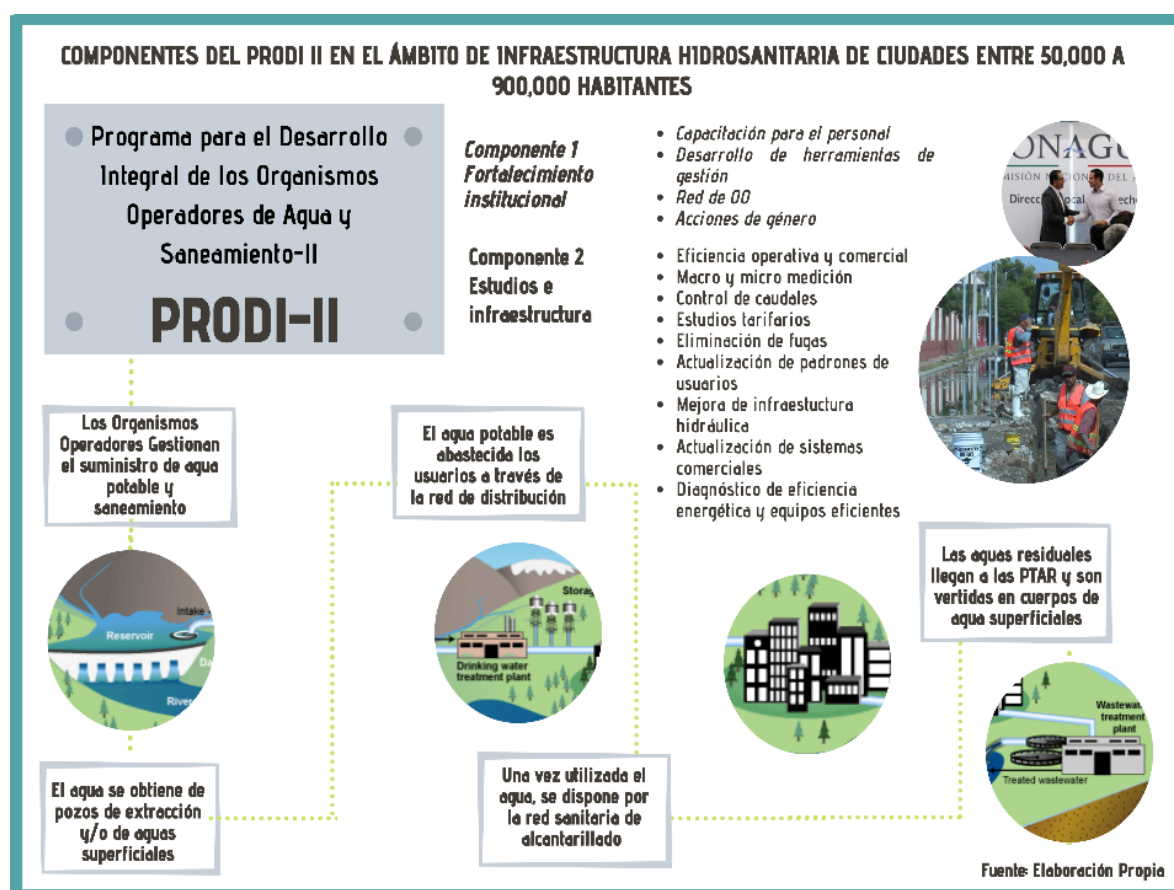 COMPONENTES DEL PRODI II EN EL ÁMBITO DE INFRAESTRUCTURA HIDROSANITARIA DE CIUDADES ENTRE 50,000 A
900,000 HABITANTES
Programa para el Desarrollo
Integral de los Organismos
Operadores de Agua y
Saneamiento-II
PRODI-II
Componente 1
Fortalecimiento
institucional
• Capacitación para el personal
• Desarrollo de herramientas de
gestión
• Red de OO
• Acciones de género
Componente 2
Estudios e
infraestructura
• Eficiencia operativa y comercial
• Macro y micro medición
• Control de caudales
• Estudios tarifarios
• Eliminación de fugas
• Actualización de padrones de
usuarios
• Mejora de infraestuctura
hidráulica
• Actualización de sistemas
comerciales
• Diagnóstico de eficiencia
energética y equipos eficientes
ONAGU
Los Organismos
Operadores Gestionan
el suministro de agua
potable y
saneamiento
Intake
Reservoir
Da
River
El agua se obtiene de
pozos de extracción
y/o de aguas
superficiales
El agua potable es
abastecida los
usuarios a través de
la red de distribución
Storag
Drinking water
treatment plant
Una vez utilizada el
agua, se dispone por
la red sanitaria de
alcantarillado
Las aguas residuales
llegan a las PTAR y son
vertidas en cuerpos de
agua superficiales
Wastewater
treatment
plant
Treated wastewater
Fuente: Elaboración Propia